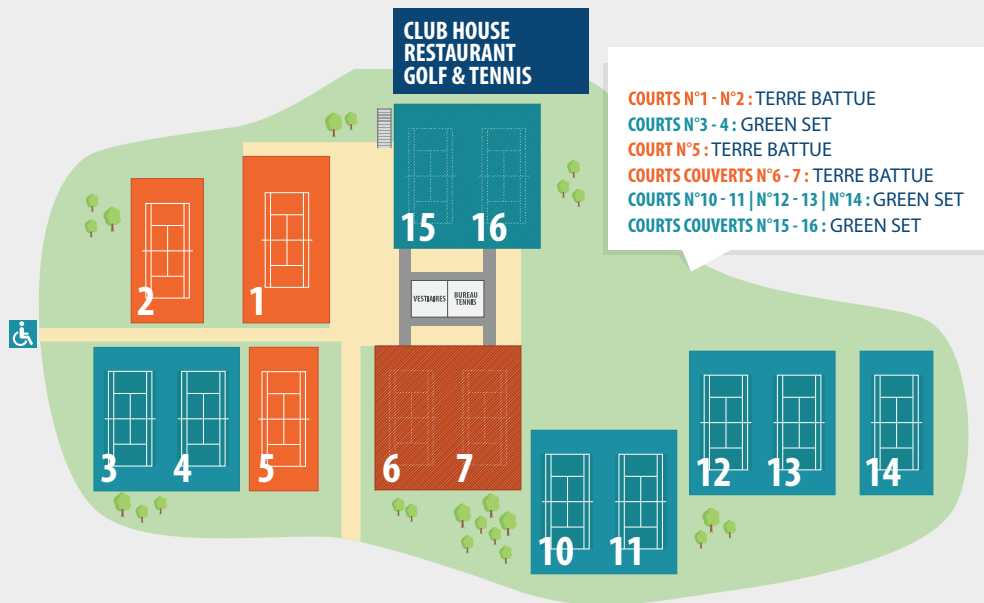 CLUB HOUSE
RESTAURANT
GOLF & TENNIS
COURTS N°1 - N°2 : TERRE BATTUE
COURTS N°3 - 4 : GREEN SET
COURT N°5 : TERRE BATTUE
COURTS COUVERTS N°6 - 7 : TERRE BATTUE
COURTS N°10 - 11 | N°12 - 13 | N°14 : GREEN SET
COURTS COUVERTS N°15 - 16 : GREEN SET
15 16
2 1
VESTIAIRES
BUREAU
TENNIS
3 4 5 6 7
12 13 14
10 11